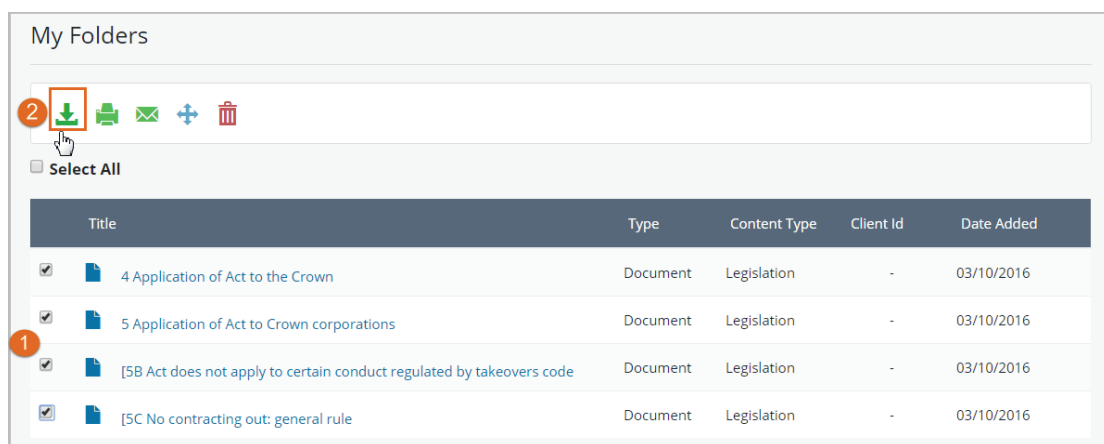 My Folders
2
Select All
Title Type Content Type Client Id Date Added
4 Application of Act to the Crown Document Legislation - 03/10/2016
5 Application of Act to Crown corporations Document Legislation - 03/10/2016
1
[5B Act does not apply to certain conduct regulated by takeovers code Document Legislation - 03/10/2016
[5C No contracting out: general rule Document Legislation - 03/10/2016